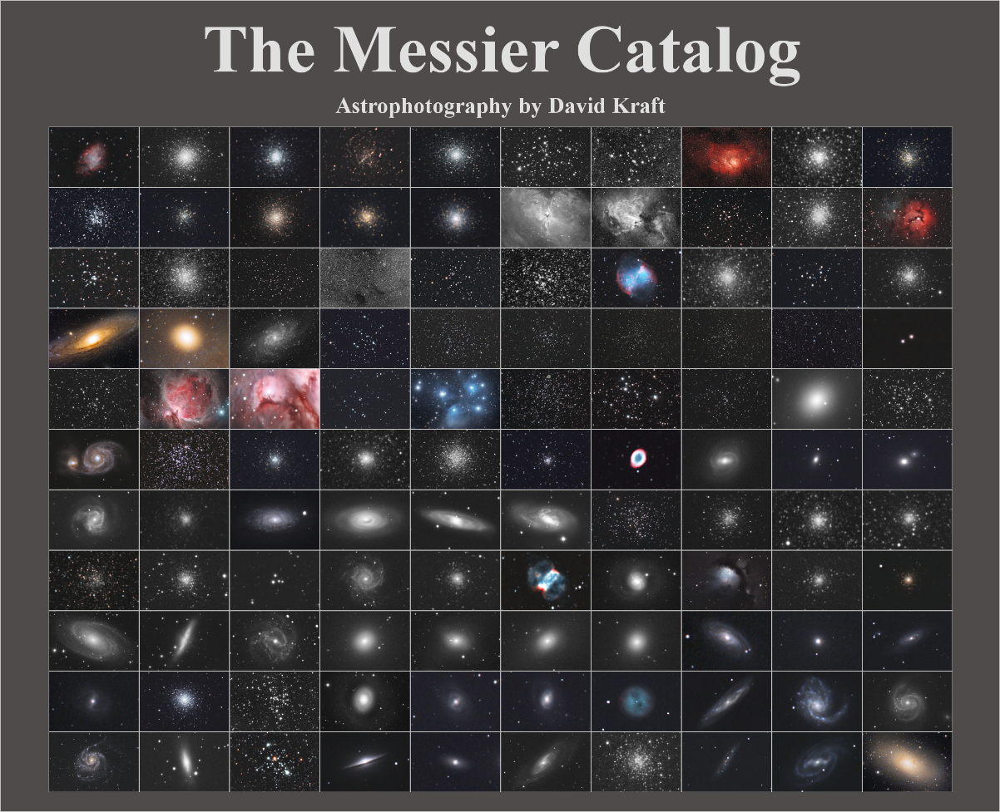 The Messier Catalog
Astrophotography by David Kraft